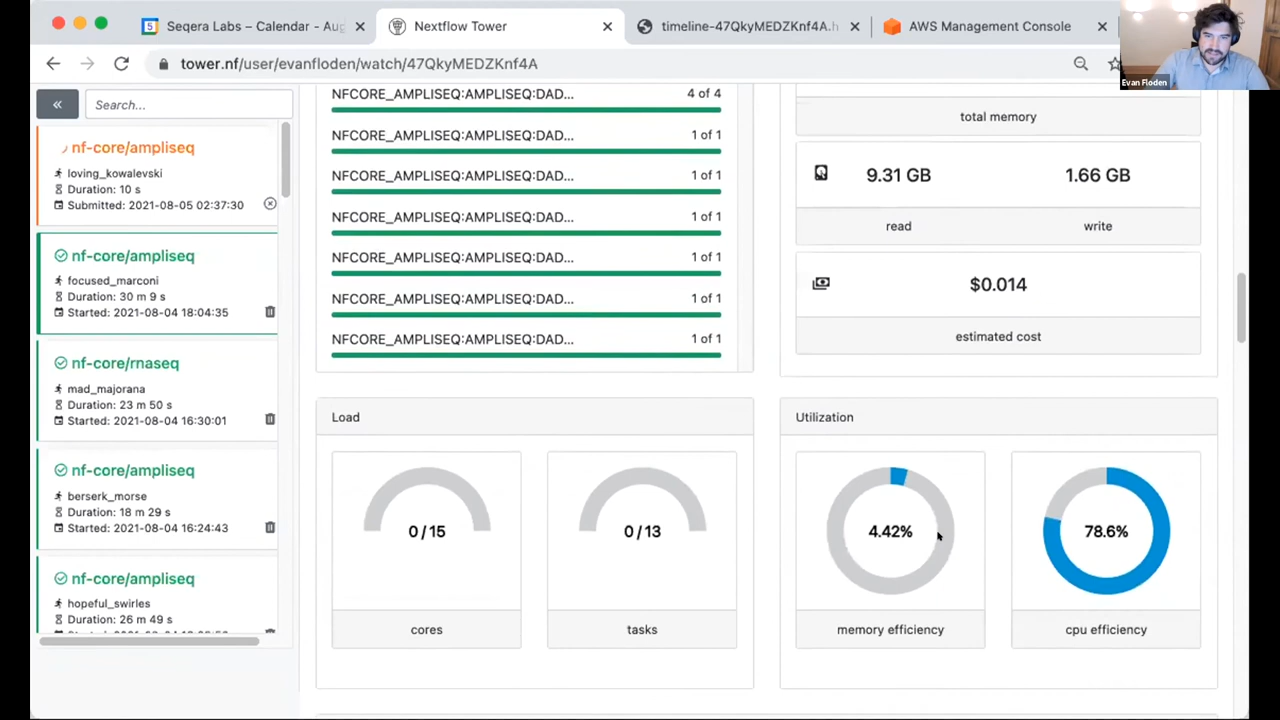 Seqera Labs – Calendar - Aug
Nextflow Tower
timeline-47QkyMEDZKnf4A.h
AWS Management Console
tower.nf/user/evanfloden/watch/47QkyMEDZKnf4A
Evan Floden
Search...
nf-core/ampliseq
loving_kowalevski
Duration: 10 s
Submitted: 2021-08-05 02:37:30
nf-core/ampliseq
focused_marconi
Duration: 30 m 9 s
Started: 2021-08-04 18:04:35
nf-core/rnaseq
mad_majorana
Duration: 23 m 50 s
Started: 2021-08-04 16:30:01
nf-core/ampliseq
berserk_morse
Duration: 18 m 29 s
Started: 2021-08-04 16:24:43
nf-core/ampliseq
hopeful_swirles
Duration: 26 m 49 s
NFCORE_AMPLISEQ:AMPLISEQ:DAD... 4 of 4
NFCORE_AMPLISEQ:AMPLISEQ:DAD... 1 of 1
NFCORE_AMPLISEQ:AMPLISEQ:DAD... 1 of 1
NFCORE_AMPLISEQ:AMPLISEQ:DAD... 1 of 1
NFCORE_AMPLISEQ:AMPLISEQ:DAD... 1 of 1
NFCORE_AMPLISEQ:AMPLISEQ:DAD... 1 of 1
NFCORE_AMPLISEQ:AMPLISEQ:DAD... 1 of 1
total memory
9.31 GB 1.66 GB
read write
$0.014
estimated cost
Load
0 / 15 0 / 13
cores tasks
Utilization
4.42% 78.6%
memory efficiency cpu efficiency